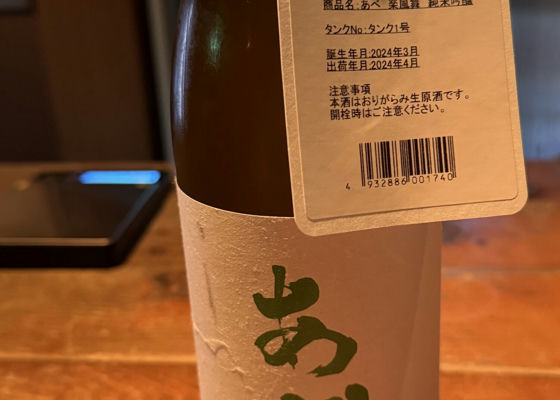 商品名：あべ 楽風舞 純米吟醸
タンクNo：タンク1号
誕生年月：2024年3月
出荷年月：2024年4月
注意事項
本酒はおりがらみ生原酒です。
開栓時はご注意ください。
4 932886 001740
あべ